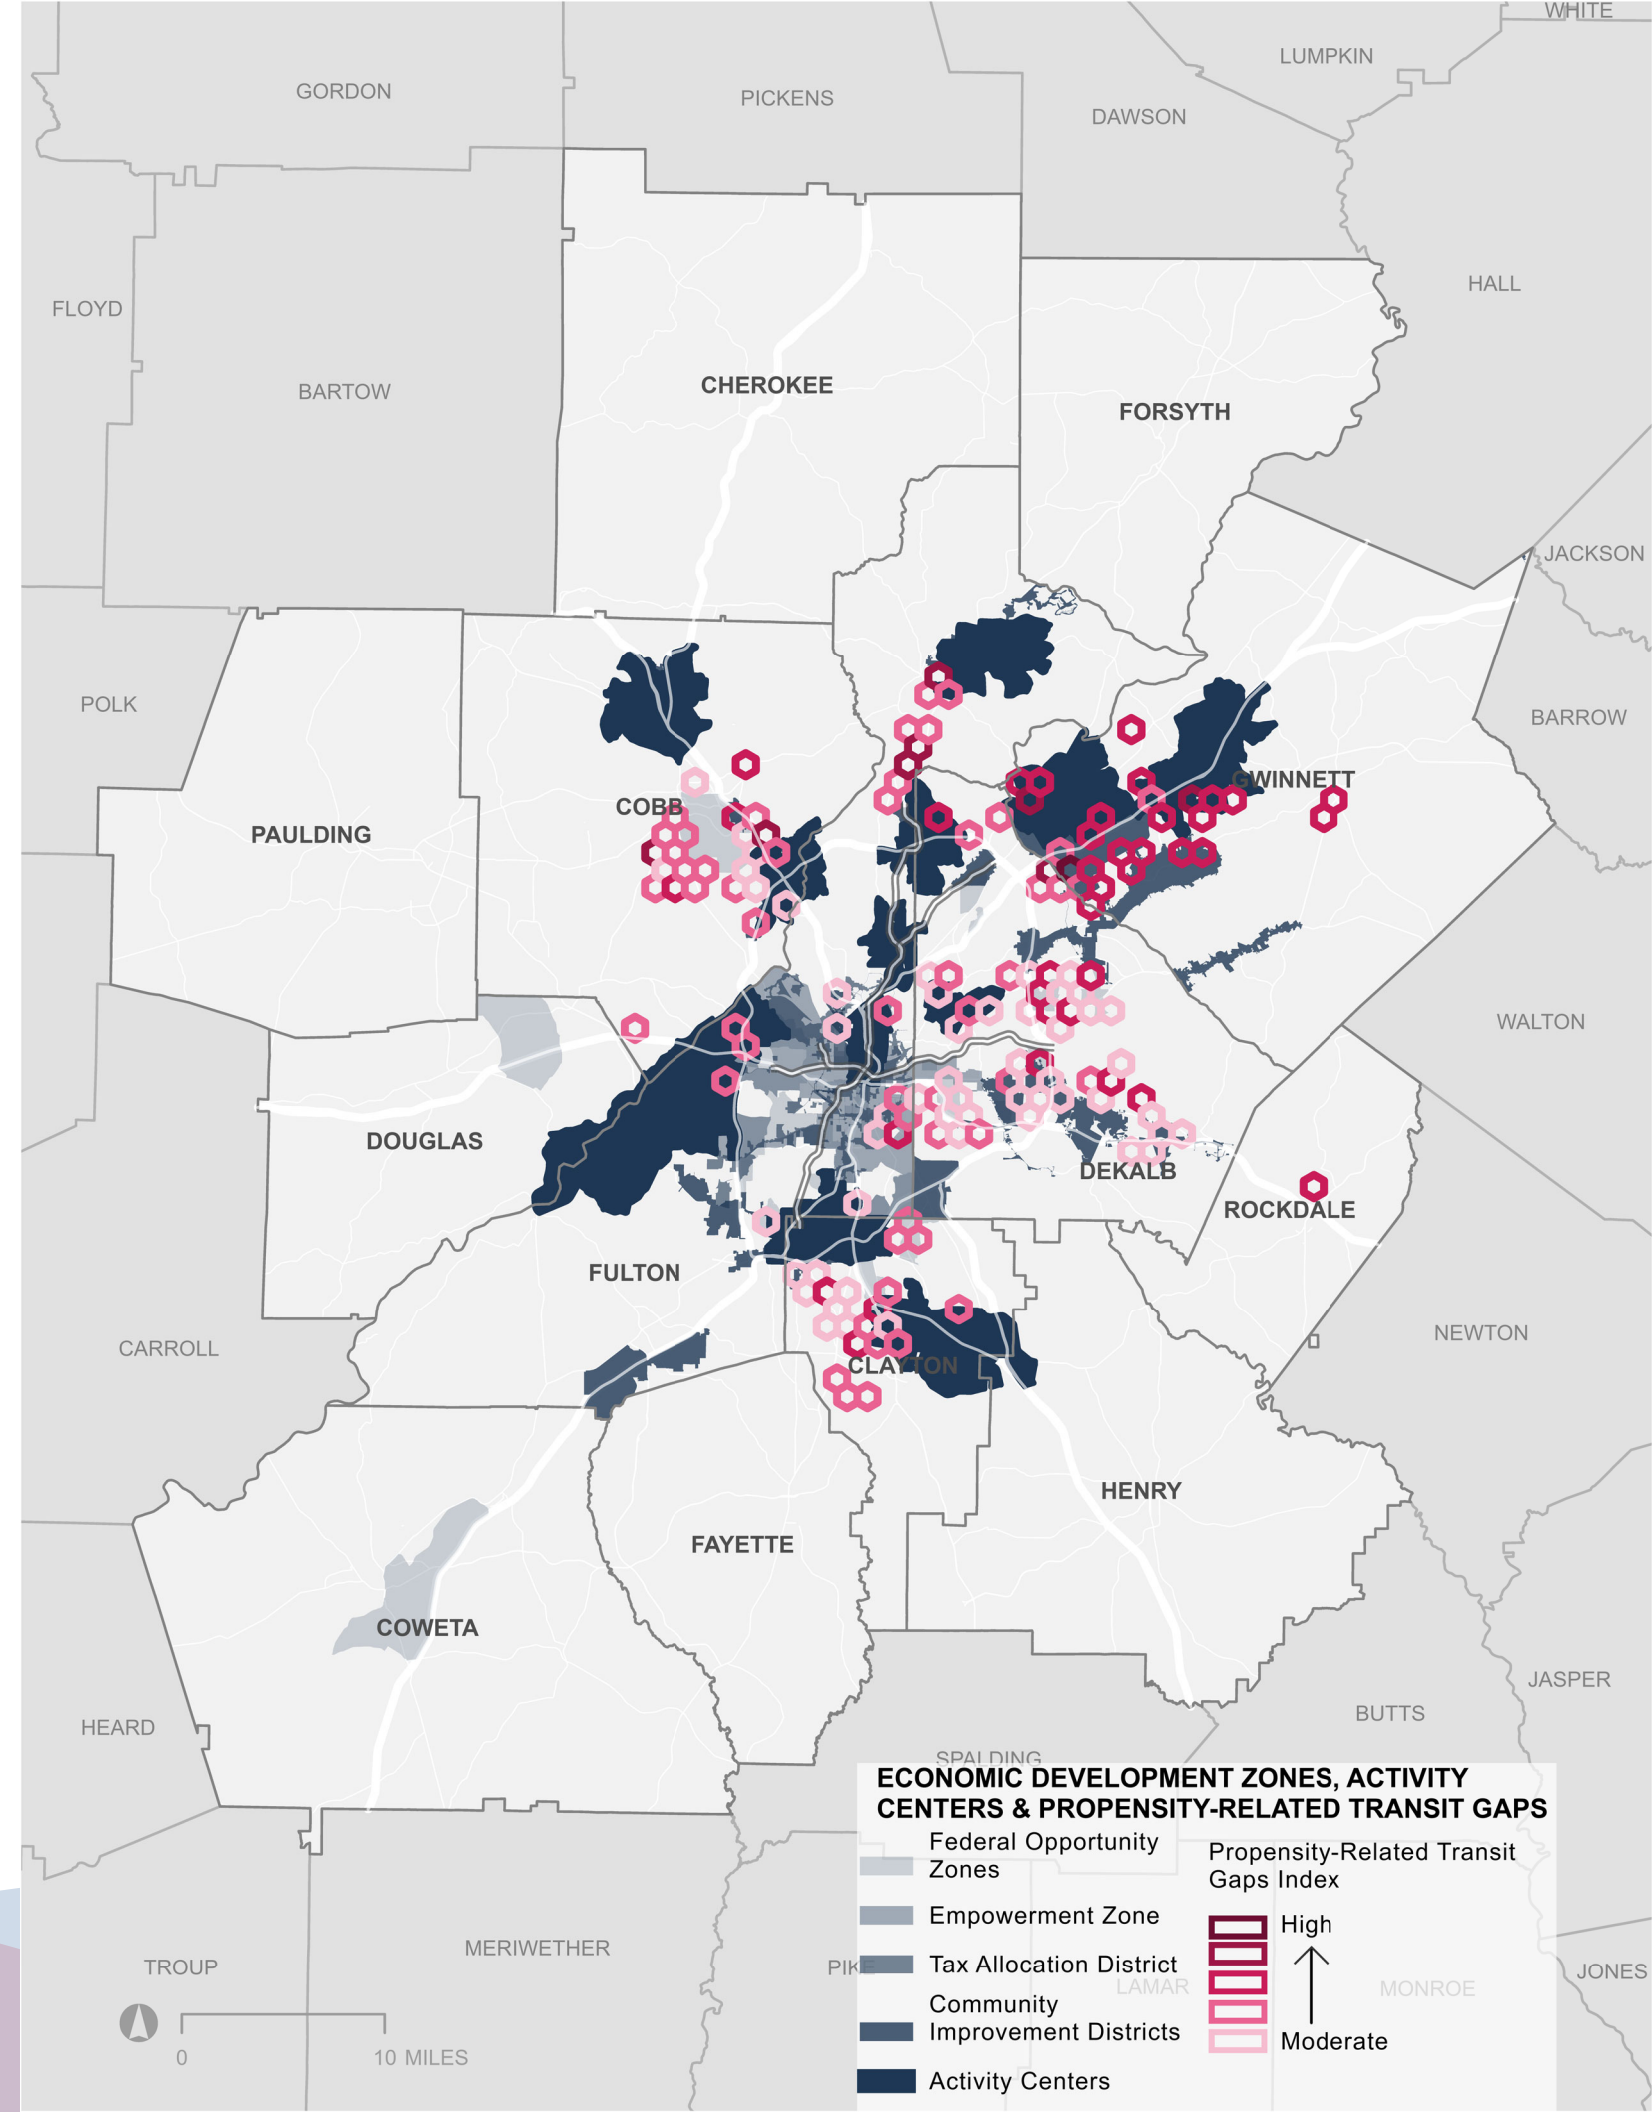 WHITE
LUMPKIN
GORDON
PICKENS
DAWSON
HALL
FLOYD
BARTOW
CHEROKEE
FORSYTH
JACKSON
POLK
BARROW
GWINNETT
COBB
PAULDING
WALTON
DOUGLAS
DEKALB
ROCKDALE
FULTON
NEWTON
CARROLL
CLAYTON
HENRY
FAYETTE
COWETA
JASPER
BUTTS
HEARD
SPALDING
ECONOMIC DEVELOPMENT ZONES, ACTIVITY
CENTERS & PROPENSITY-RELATED TRANSIT GAPS
Federal Opportunity
Zones
Empowerment Zone
Tax Allocation District
Community
Improvement Districts
Activity Centers
Propensity-Related Transit
Gaps Index
High
Moderate
MERIWETHER
TROUP
PIKE
LAMAR
MONROE
JONES
0
10 MILES